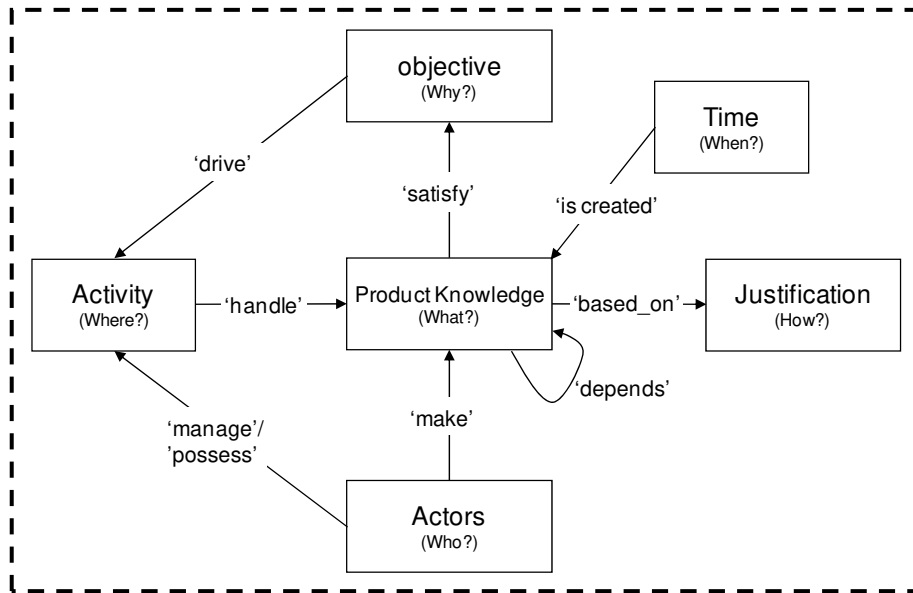 objective
(Why?)
Time
(When?)
‘drive’
‘satisfy’
‘is created’
Activity
(Where?)
‘handle’
Product Knowledge
(What?)
‘based_on’
Justification
(How?)
‘depends’
‘make’
‘manage’/
’possess’
Actors
(Who?)